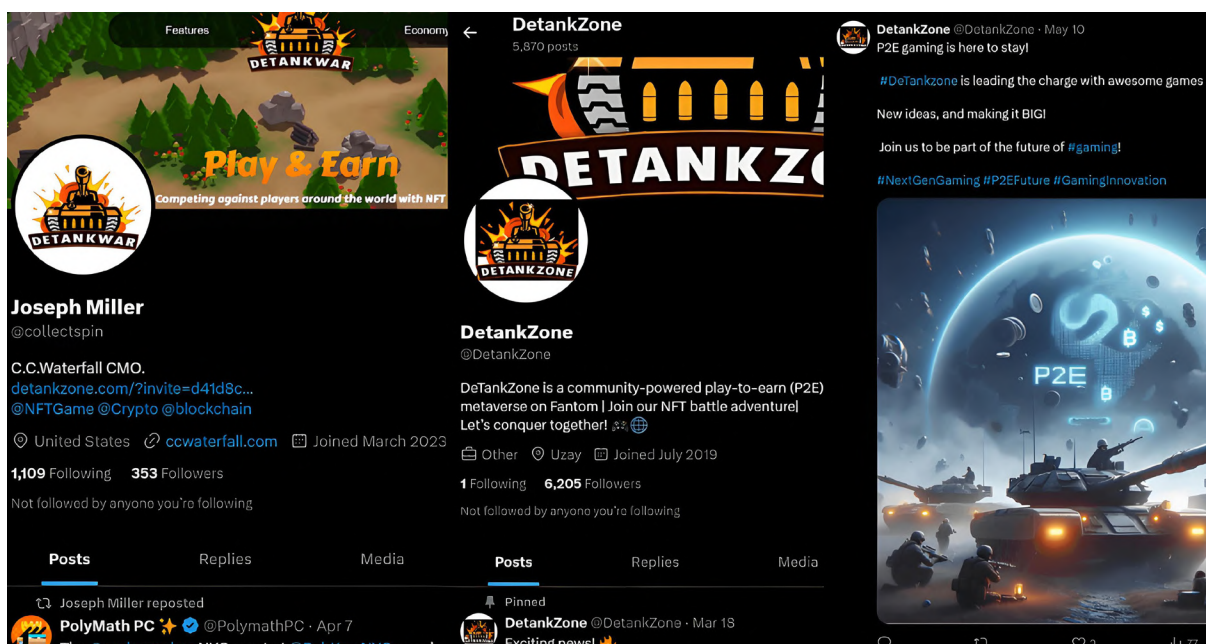 Features
Economy
DETANKWAR
Play & Earn
Competing against players around the world with NFT
DETANKWAR
Joseph Miller
@collectspin
C.C.Waterfall CMO.
detankzone.com/?invite=d41d8c...
@NFTGame @Crypto @blockchain
United States ccwaterfall.com Joined March 2023
1,109 Following 353 Followers
Not followed by anyone you're following
Posts Replies Media
Joseph Miller reposted
PolyMath PC @PolymathPC · Apr 7
DetankZone
5,870 posts
DETANKZO
DETANKZONE
DetankZone
@DetankZone
DeTankZone is a community-powered play-to-earn (P2E)
metaverse on Fantom | Join our NFT battle adventure|
Let's conquer together! 🎮🌐
Other Uzay Joined July 2019
1 Following 6,205 Followers
Not followed by anyone you're following
Posts Replies Media
Pinned
DetankZone @DetankZone · Mar 18
Exciting news! 🔥
DetankZone @DetankZone · May 10
P2E gaming is here to stay!
#DeTankzone is leading the charge with awesome games
New ideas, and making it BIG!
Join us to be part of the future of #gaming!
#NextGenGaming #P2EFuture #GamingInnovation
P2E